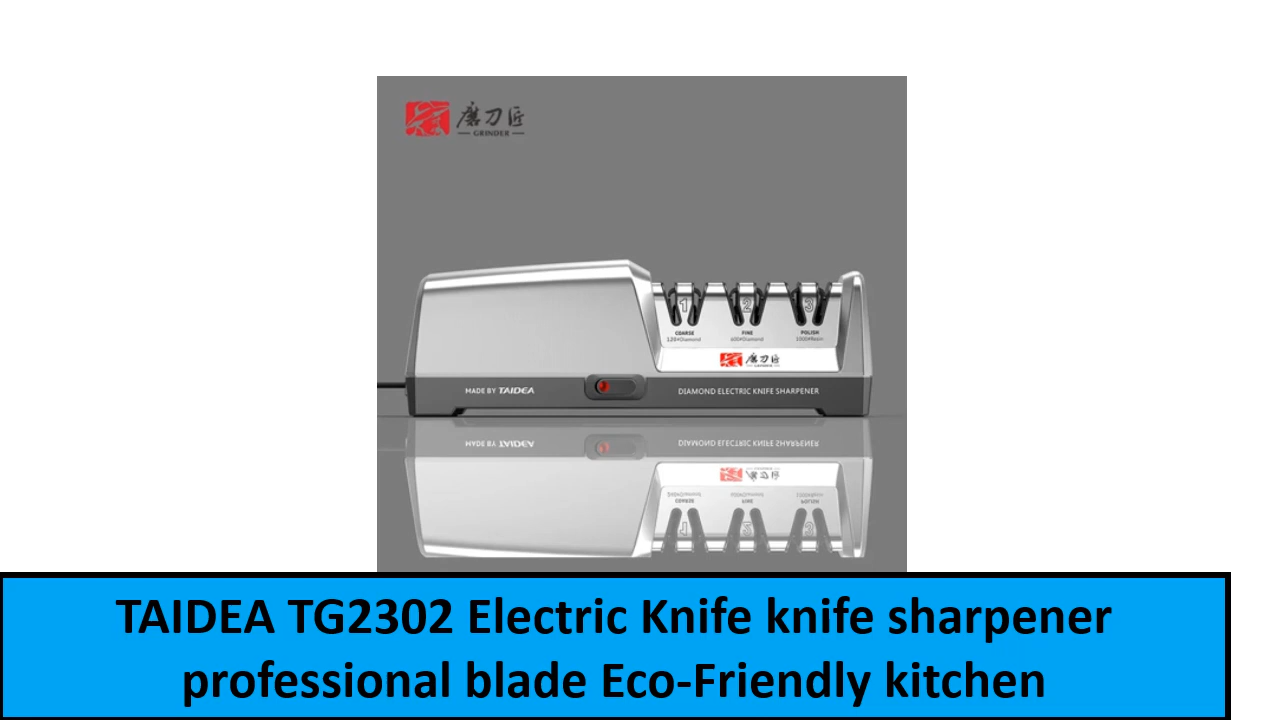 磨刀匠
GRINDER
1 2 3
COARSE FINE POLISH
120#Diamond 600#Diamond 1000#Resin
磨刀匠
GRINDER
MADE BY TAIDEA DIAMOND ELECTRIC KNIFE SHARPENER
TAIDEA TG2302 Electric Knife knife sharpener
professional blade Eco-Friendly kitchen